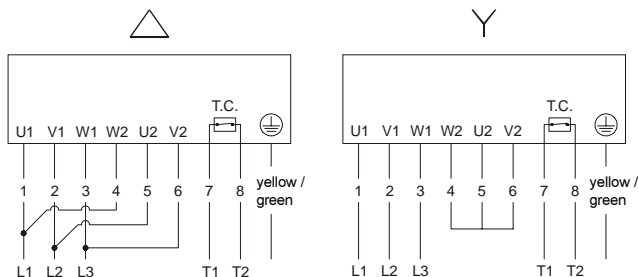 T.C.
U1 V1 W1 W2 U2 V2
1 2 3 4 5 6 7 8 yellow / green
L1 L2 L3 T1 T2
T.C.
U1 V1 W1 W2 U2 V2
1 2 3 4 5 6 7 8 yellow / green
L1 L2 L3 T1 T2